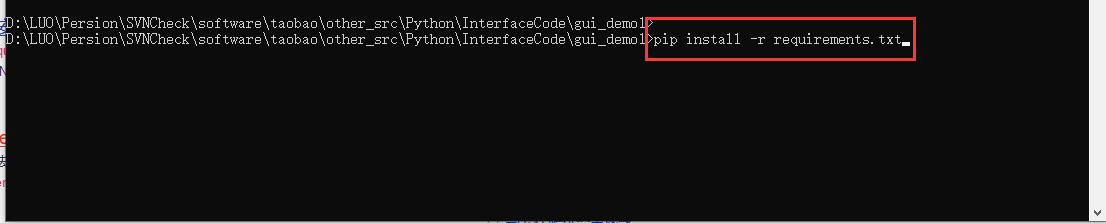 D:\LUO\Persion\SVNCheck\software\taobao\other_src\Python\InterfaceCode\gui_demo1>
D:\LUO\Persion\SVNCheck\software\taobao\other_src\Python\InterfaceCode\gui_demo1>pip install -r requirements.txt